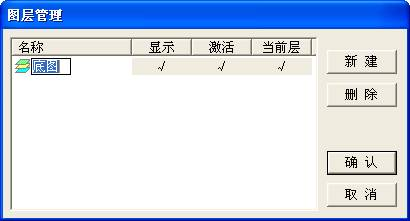 图层管理
名称 显示 激活 当前层
底图 √ √ √
新 建
删 除
确 认
取 消